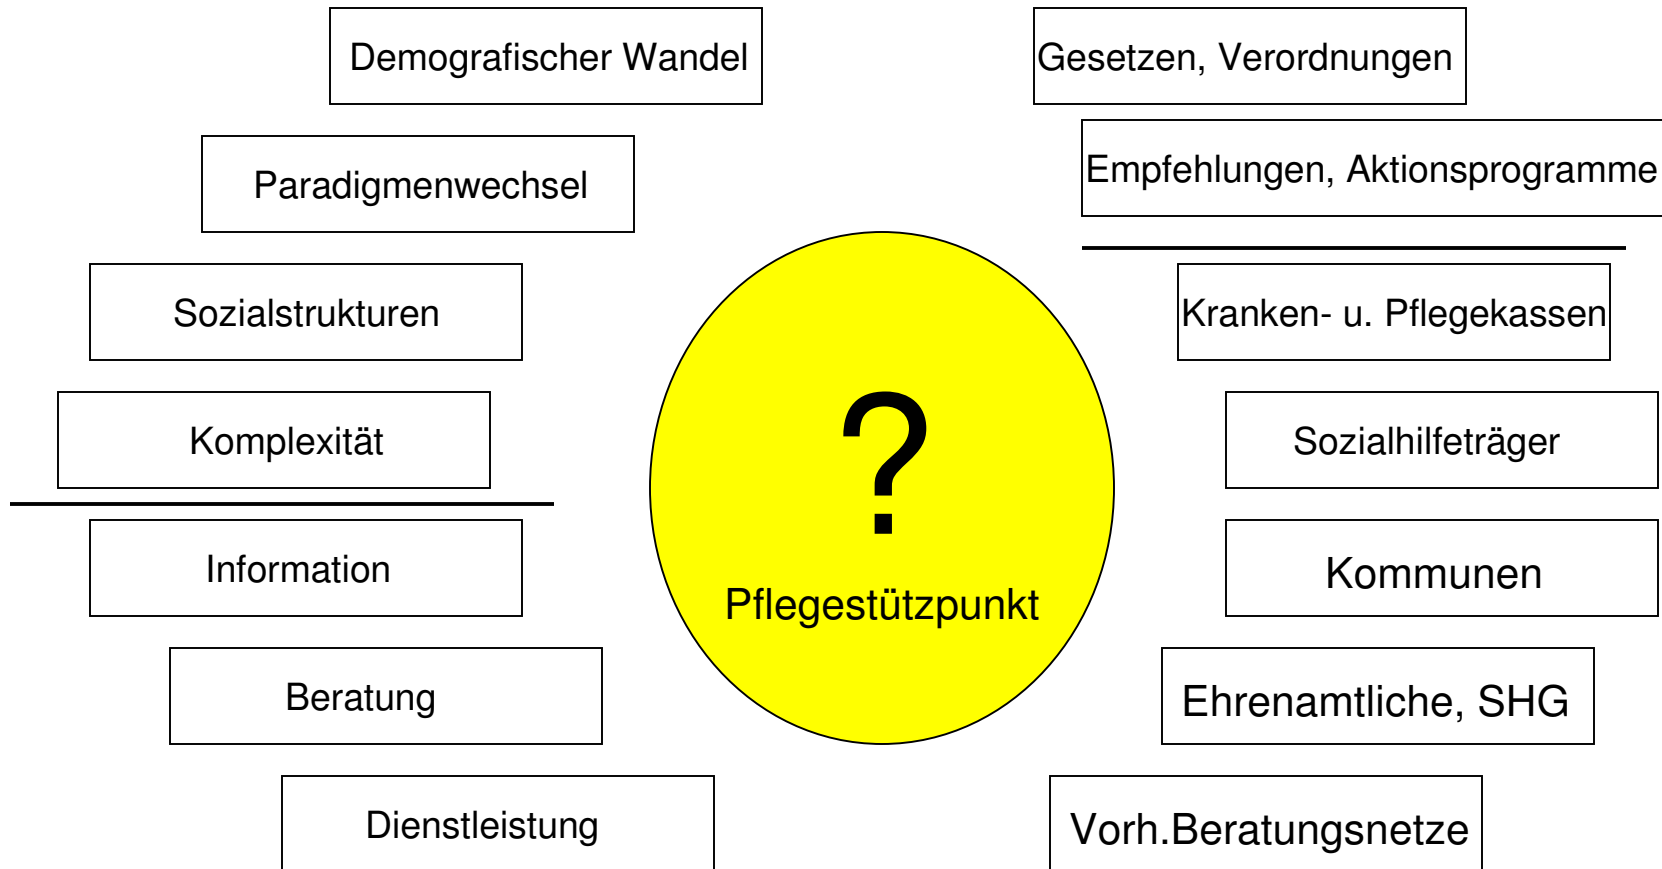 Demografischer Wandel
Paradigmenwechsel
Sozialstrukturen
Komplexität
Information
Beratung
Dienstleistung
?
Pflegestützpunkt
Gesetzen, Verordnungen
Empfehlungen, Aktionsprogramme
Kranken- u. Pflegekassen
Sozialhilfeträger
Kommunen
Ehrenamtliche, SHG
Vorh.Beratungsnetze